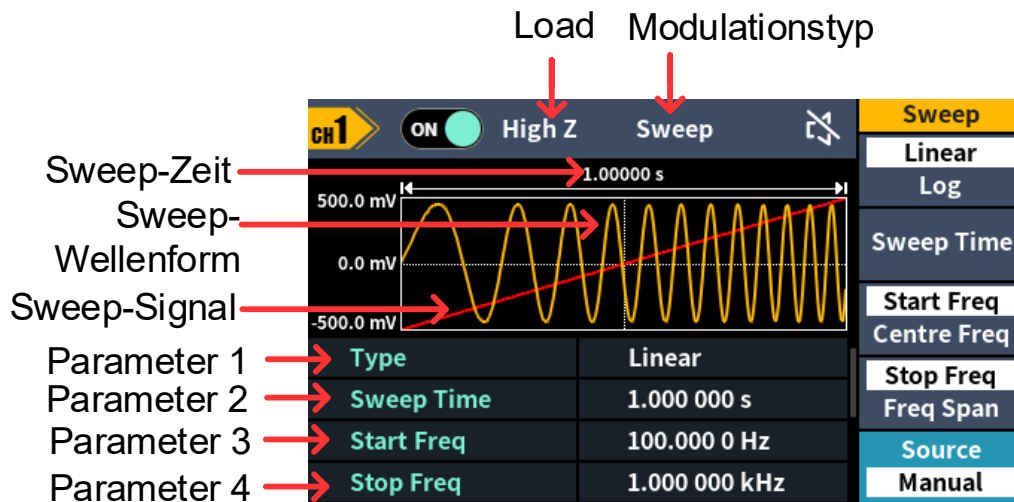 Load Modulationstyp
CH1 ON High Z Sweep Sweep
Sweep-Zeit 1.00000 s Linear
Log
500.0 mV
Sweep-
Wellenform
0.0 mV
Sweep Time
Sweep-Signal
-500.0 mV
Start Freq
Centre Freq
Parameter 1 Type Linear
Stop Freq
Parameter 2 Sweep Time 1.000 000 s
Freq Span
Parameter 3 Start Freq 100.000 0 Hz
Source
Parameter 4 Stop Freq 1.000 000 kHz
Manual